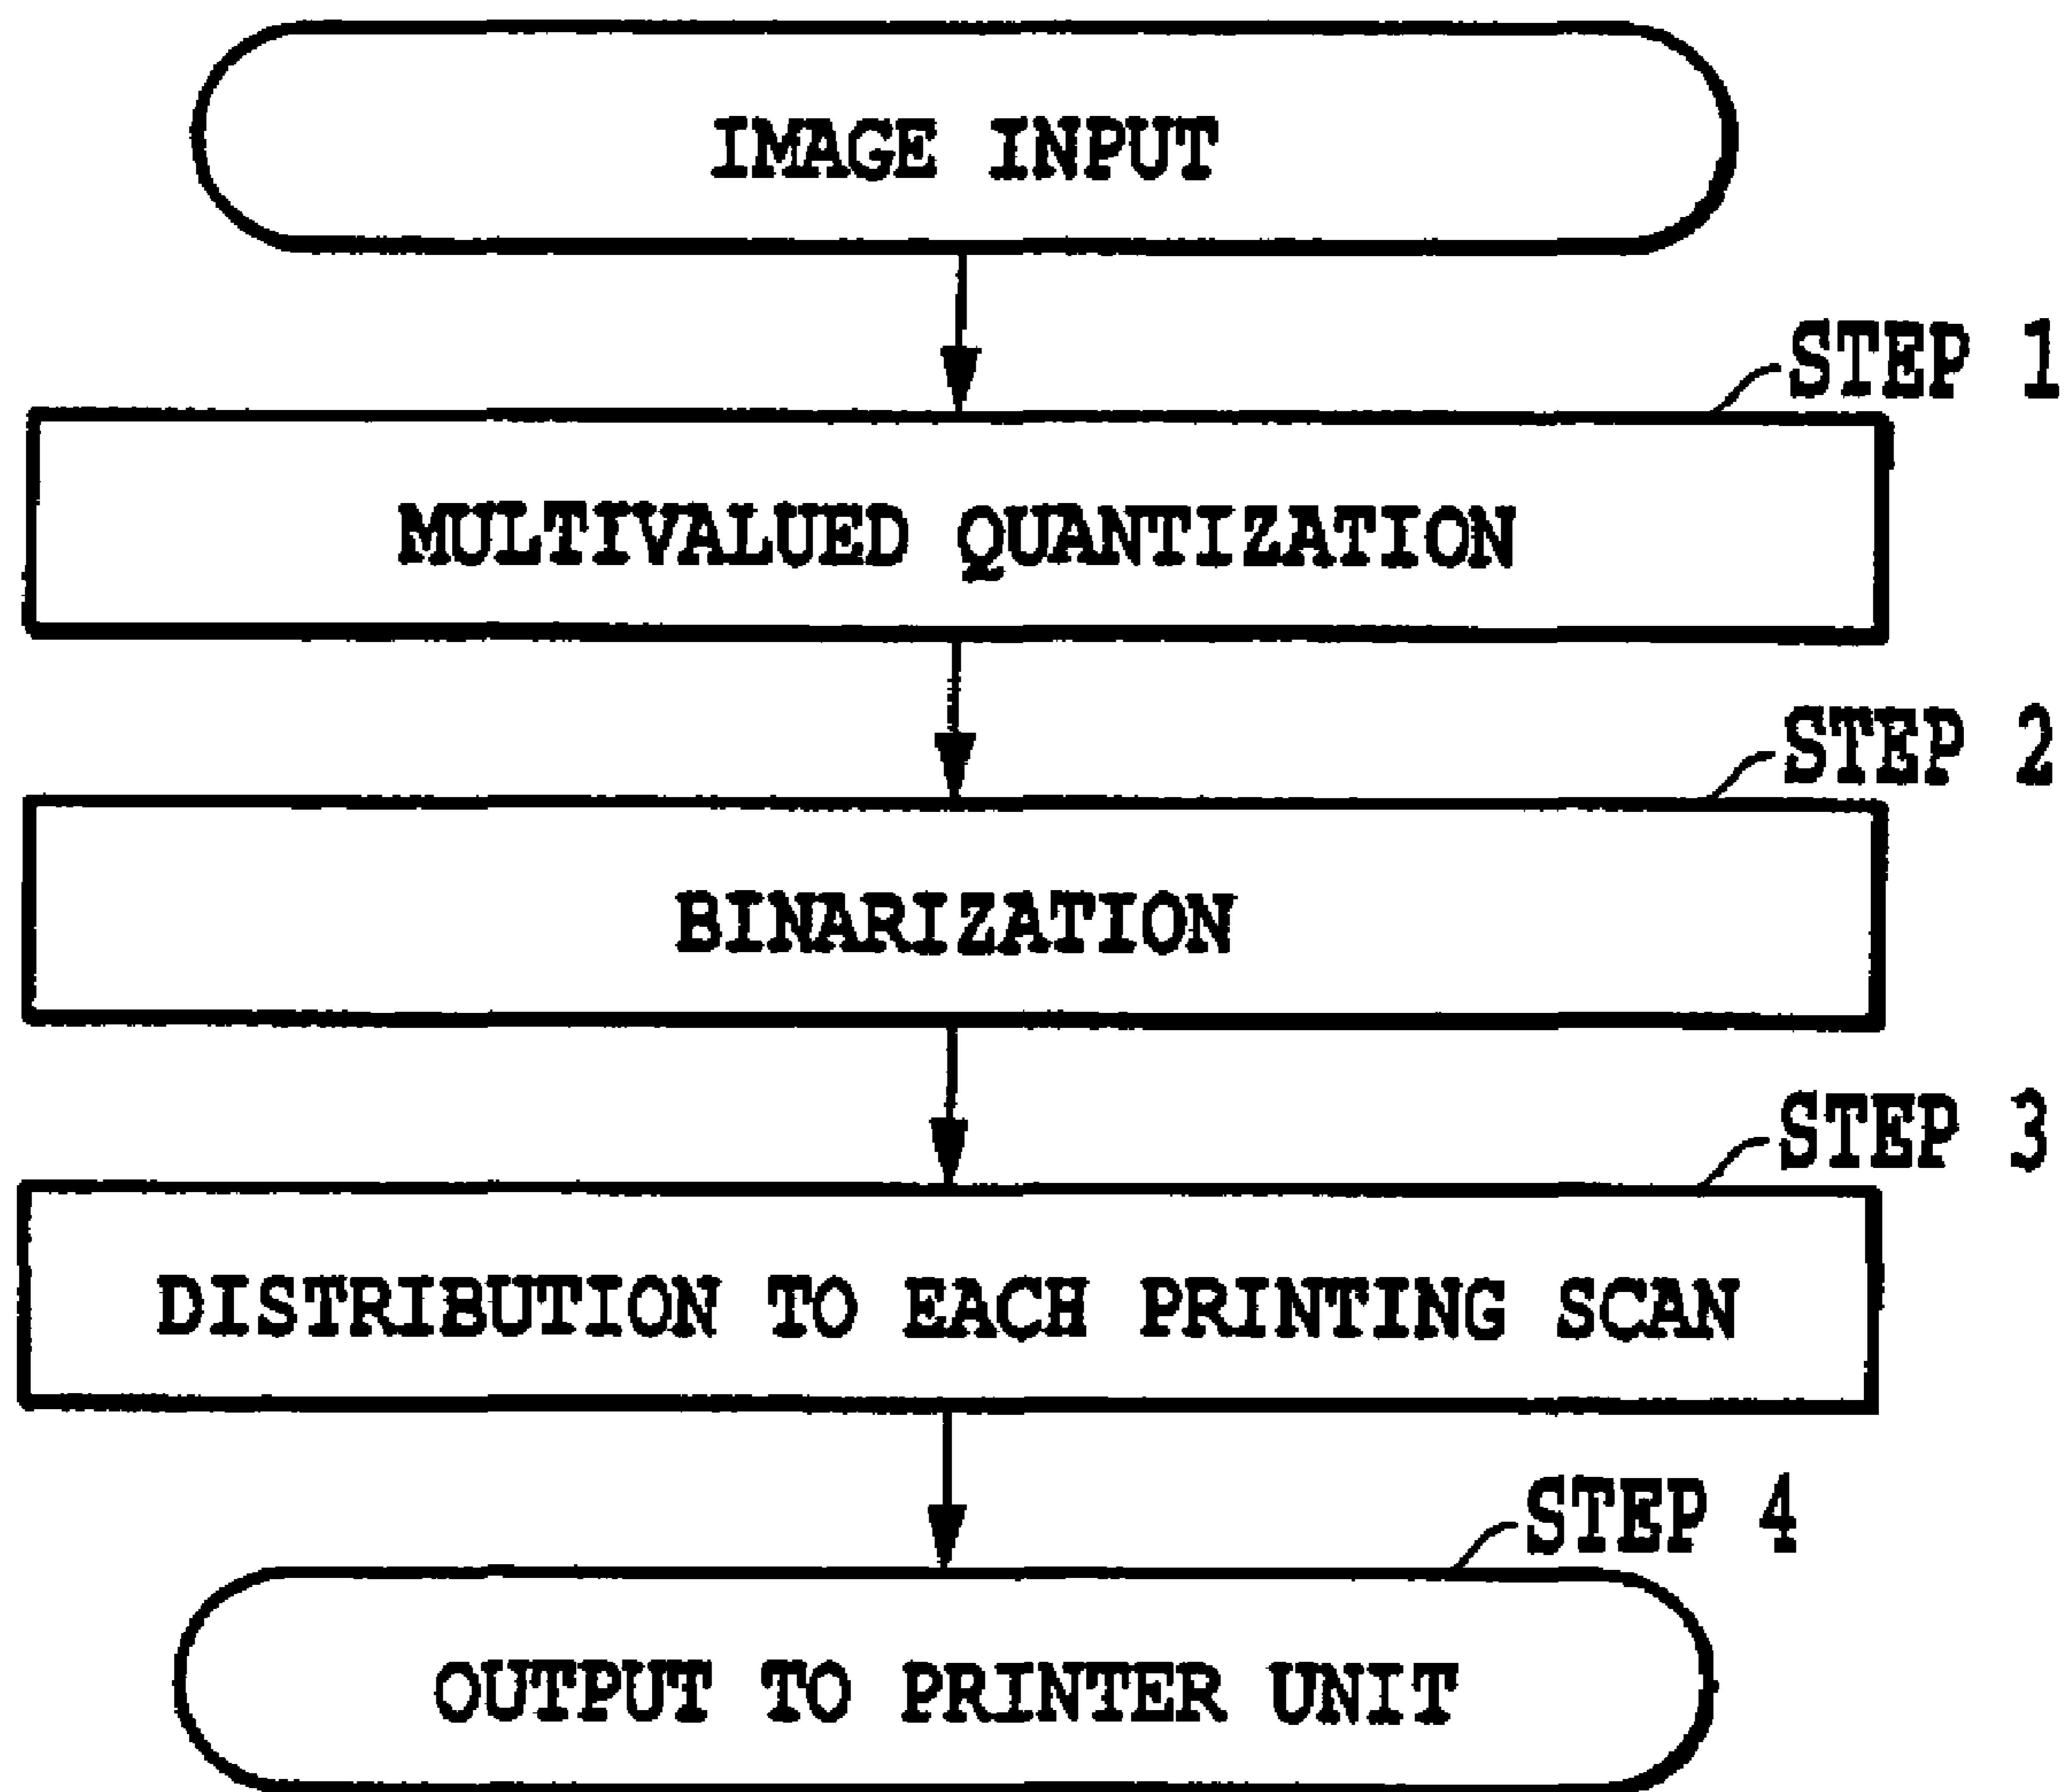 IMAGE INPUT
STEP 1
MULTIVALUED QUANTIZATION
STEP 2
BINARIZATION
STEP 3
DISTRIBUTION TO EACH PRINTING SCAN
STEP 4
OUTPUT TO PRINTER UNIT